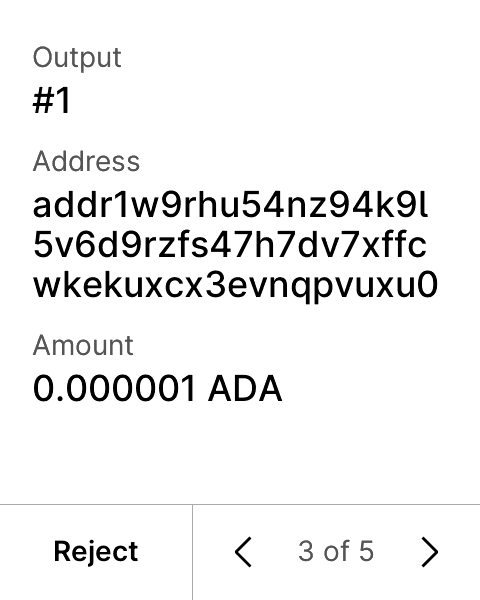 Output
#1
Address
addr1w9rhu54nz94k9l
5v6d9rzfs47h7dv7xffc
wkekuxcx3evnqpvuxu0
Amount
0.000001 ADA
Reject
3 of 5